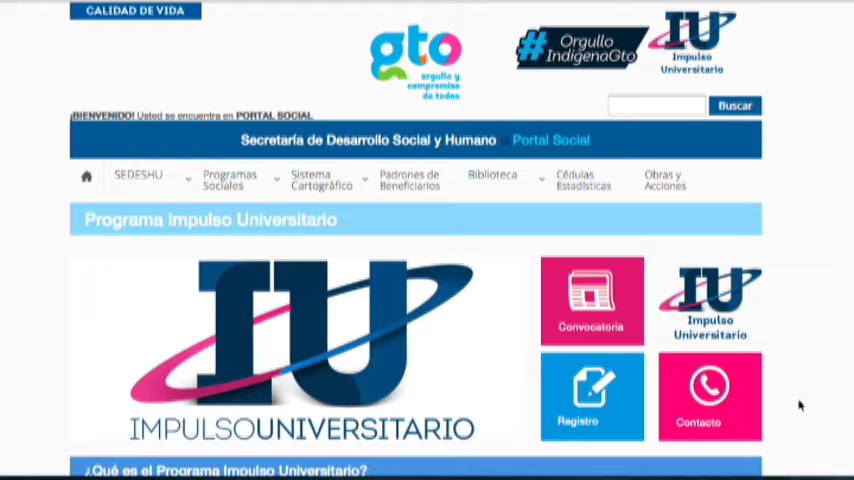 CALIDAD DE VIDA
gto
orgullo y
compromiso
de todos
# Orgullo
IndígenaGto
IU
Impulso
Universitario
Buscar
¡BIENVENIDO! Usted se encuentra en PORTAL SOCIAL
Secretaría de Desarrollo Social y Humano Portal Social
SEDESHU
Programas
Sociales
Sistema
Cartográfico
Padrones de
Beneficiarios
Biblioteca
Cédulas
Estadísticas
Obras y
Acciones
Programa Impulso Universitario
IU
IMPULSOUNIVERSITARIO
Convocatoria
IU
Impulso
Universitario
Registro
Contacto
¿Qué es el Programa Impulso Universitario?